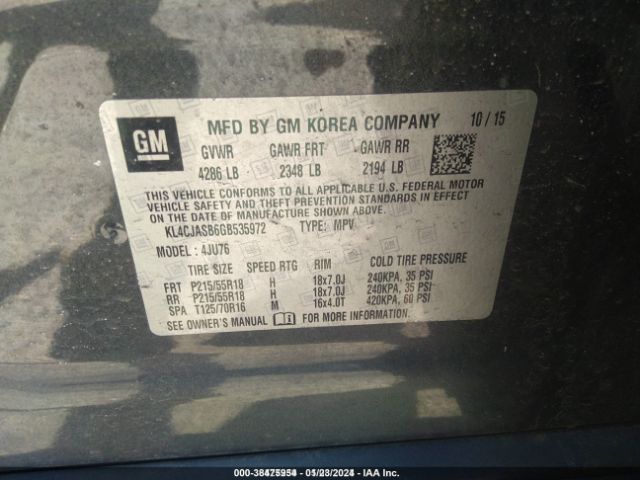 GM MFD BY GM KOREA COMPANY 10 / 15
GVWR GAWR FRT GAWR RR
4286 LB 2348 LB 2194 LB
THIS VEHICLE CONFORMS TO ALL APPLICABLE U.S. FEDERAL MOTOR
VEHICLE SAFETY AND THEFT PREVENTION STANDARDS IN EFFECT
ON THE DATE OF MANUFACTURE SHOWN ABOVE.
KL4CJASB6GB535972 TYPE: MPV
MODEL: 4JU76
TIRE SIZE SPEED RTG RIM COLD TIRE PRESSURE
FRT P215/55R18 H 18x7.0J 240KPA, 35 PSI
RR P215/55R18 H 18x7.0J 240KPA, 35 PSI
SPA T125/70R16 M 16x4.0T 420KPA, 60 PSI
SEE OWNER'S MANUAL FOR MORE INFORMATION.
- IAA Inc.